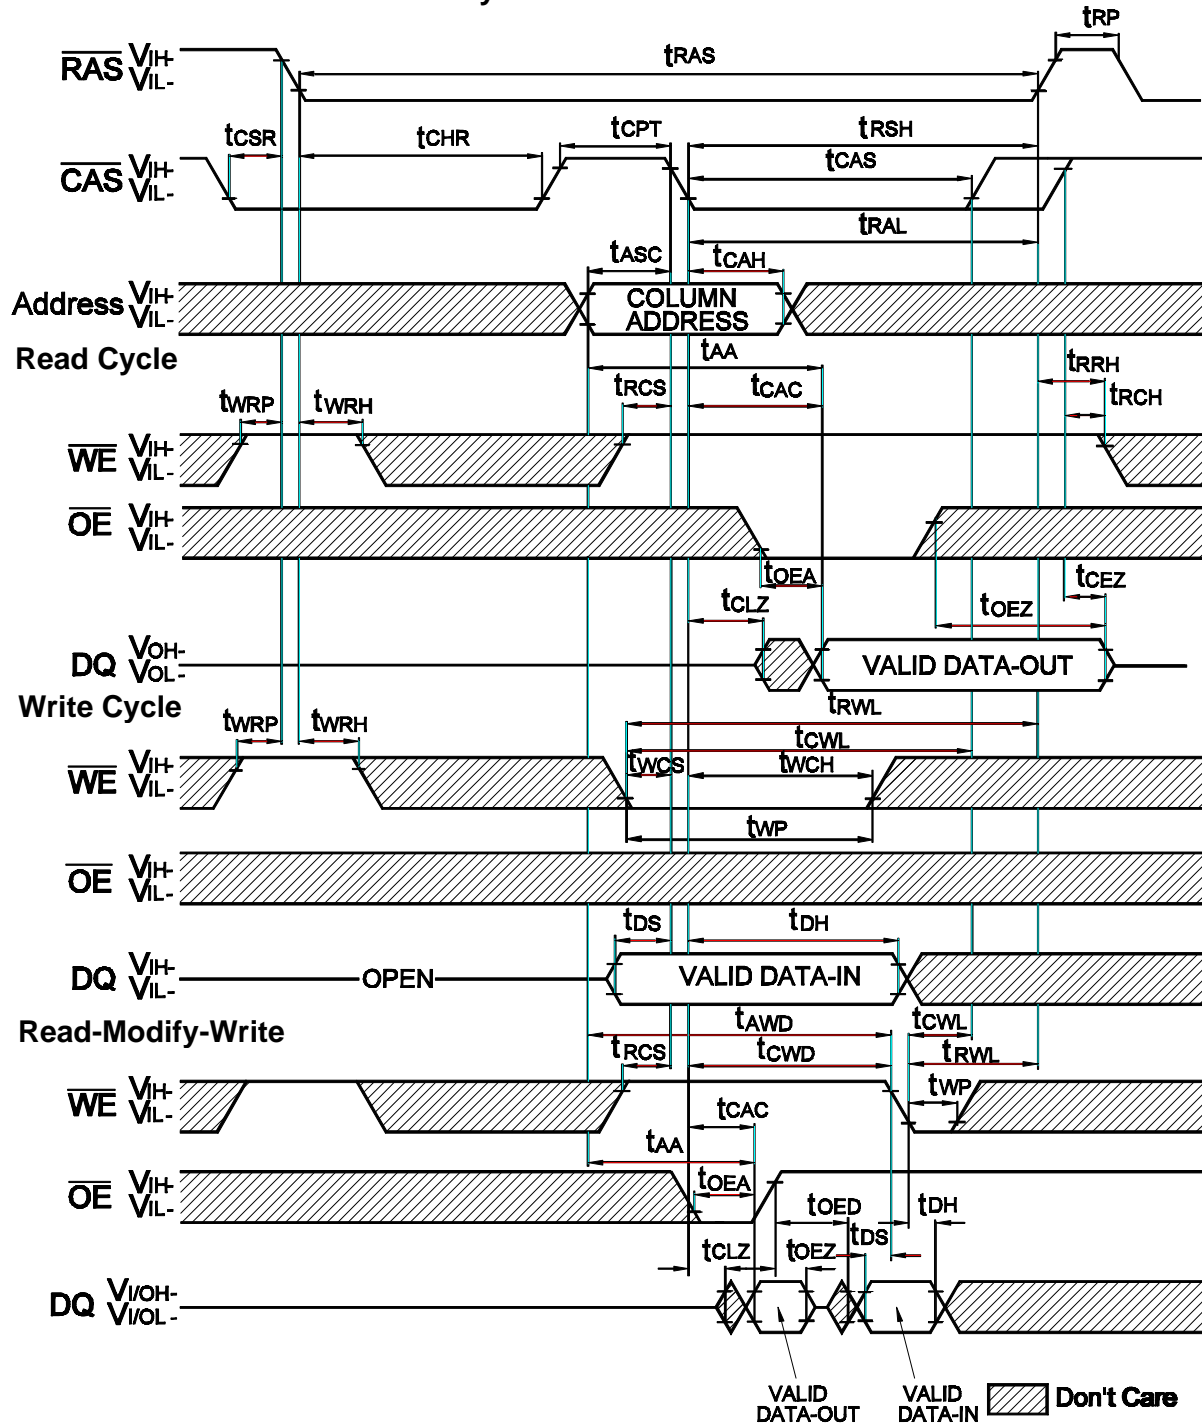 y
tRP
RAS VIH-
VIL-
tRAS
tCSR tCHR tCPT tRSH
tCAS
CAS VIH-
VIL-
tRAL
tASC tCAH
Address VIH-
VIL-
COLUMN
ADDRESS
Read Cycle
tAA
tRRH
tRCS tCAC
tRCH
tWRP tWRH
WE VIH-
VIL-
OE VIH-
VIL-
tOEA
tCEZ
tCLZ
tOEZ
DQ VOH-
VOL-
VALID DATA-OUT
Write Cycle
tRWL
tWRP tWRH
tCWL
tWCS tWCH
WE VIH-
VIL-
tWP
OE VIH-
VIL-
tDS tDH
DQ VIH-
VIL-
OPEN
VALID DATA-IN
Read-Modify-Write
tAWD tCWL
tRCS tCWD tRWL
WE VIH-
VIL-
tWP
tCAC
tAA
OE VIH-
VIL-
tOEA
tOED tDH
tCLZ tOEZ tDS
DQ VI/OH-
VI/OL-
VALID
DATA-OUT
VALID
DATA-IN
Don't Care